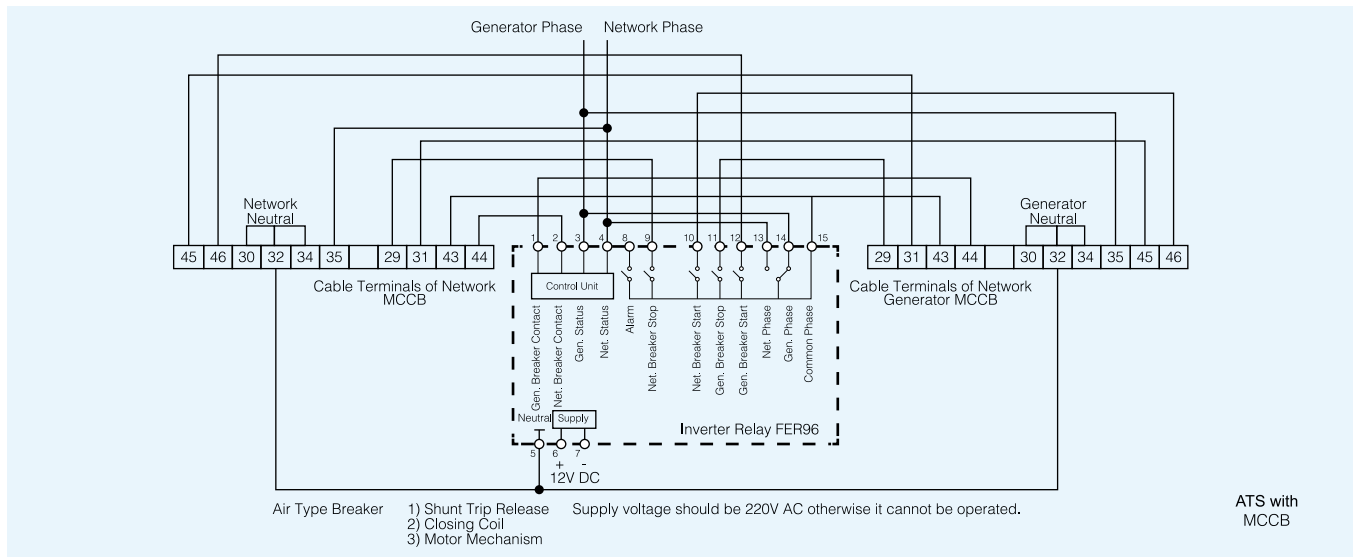 Generator Phase
Network Phase
Network
Neutral
Generator
Neutral
1 2 3 4 8 9 10 11 12 13 14 15
45 46 30 32 34 35 29 31 43 44
29 31 43 44 30 32 34 35 45 46
Cable Terminals of Network
MCCB
Control Unit
Cable Terminals of Network
Generator MCCB
Gen. Breaker Contact
Net. Breaker Contact
Gen. Status
Net. Status
Alarm
Net. Breaker Stop
Net. Breaker Start
Gen. Breaker Stop
Gen. Breaker Start
Net. Phase
Gen. Phase
Common Phase
Neutral
Supply
Inverter Relay FER96
5 6 7
+ -
12V DC
Air Type Breaker
1) Shunt Trip Release
2) Closing Coil
3) Motor Mechanism
Supply voltage should be 220V AC otherwise it cannot be operated.
ATS with
MCCB